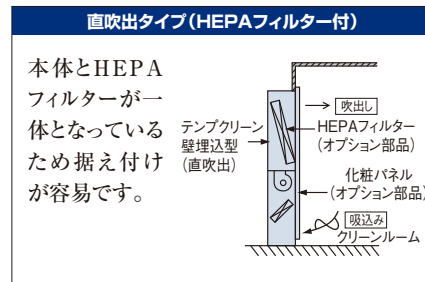 直吹出タイプ(HEPAフィルター付)
本体とHEPA
フィルターが一
体となっている
ため据え付け
が容易です。
テンプクリーン
壁埋込型
(直吹出)
吹出し
HEPAフィルター
(オプション部品)
化粧パネル
(オプション部品)
吸込み
クリーンルーム